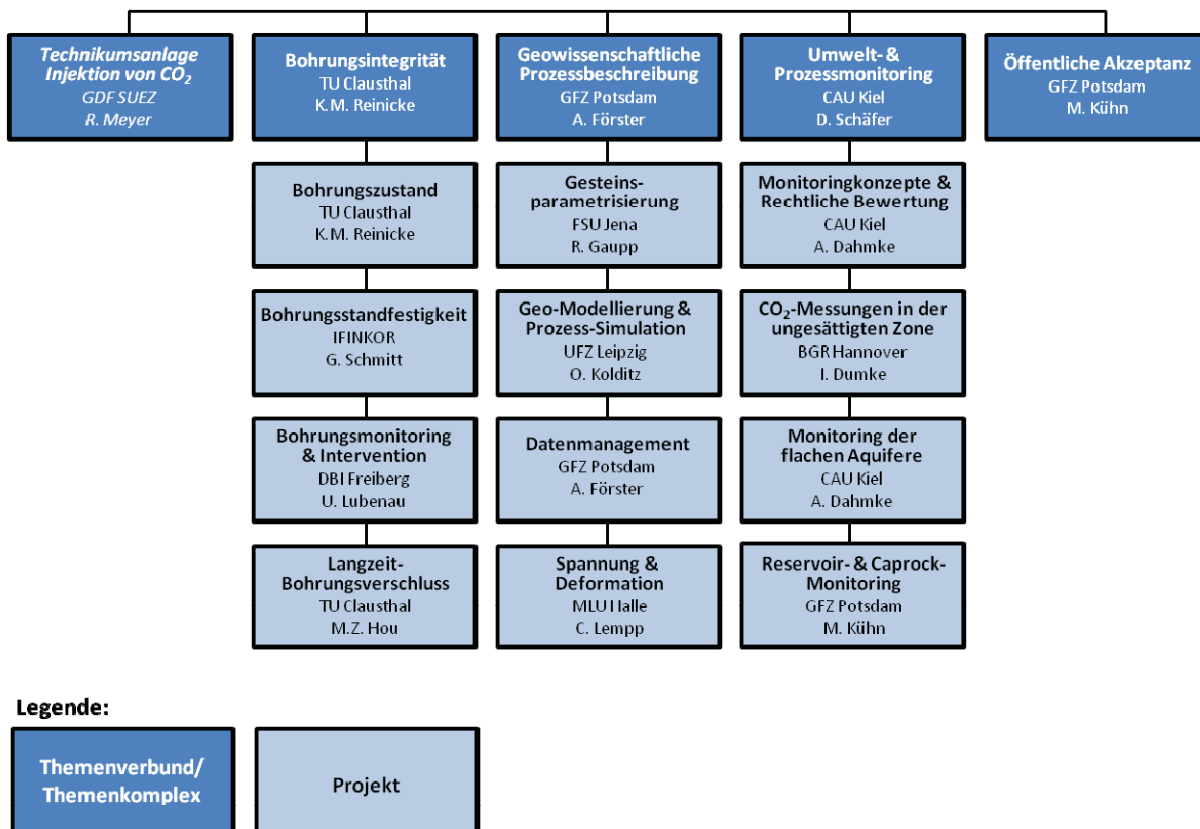 Technikumsanlage
Injektion von CO₂
GDF SUEZ
R. Meyer
Bohrungsintegrität
TU Clausthal
K.M. Reinicke
Geowissenschaftliche
Prozessbeschreibung
GFZ Potsdam
A. Förster
Umwelt- &
Prozessmonitoring
CAU Kiel
D. Schäfer
Öffentliche Akzeptanz
GFZ Potsdam
M. Kühn
Bohrungszustand
TU Clausthal
K.M. Reinicke
Gesteins-
parametrisierung
FSU Jena
R. Gaupp
Monitoringkonzepte &
Rechtliche Bewertung
CAU Kiel
A. Dahmke
Bohrungsstandfestigkeit
IFINKOR
G. Schmitt
Geo-Modellierung &
Prozess-Simulation
UFZ Leipzig
O. Kolditz
CO₂-Messungen in der
ungesättigten Zone
BGR Hannover
I. Dumke
Bohrungsmonitoring
& Intervention
DBI Freiberg
U. Lubenau
Datenmanagement
GFZ Potsdam
A. Förster
Monitoring der
flachen Aquifere
CAU Kiel
A. Dahmke
Langzeit-
Bohrungsverschluss
TU Clausthal
M.Z. Hou
Spannung &
Deformation
MLU Halle
C. Lempp
Reservoir- & Caprock-
Monitoring
GFZ Potsdam
M. Kühn
Legende:
Themenverbund/
Themenkomplex
Projekt